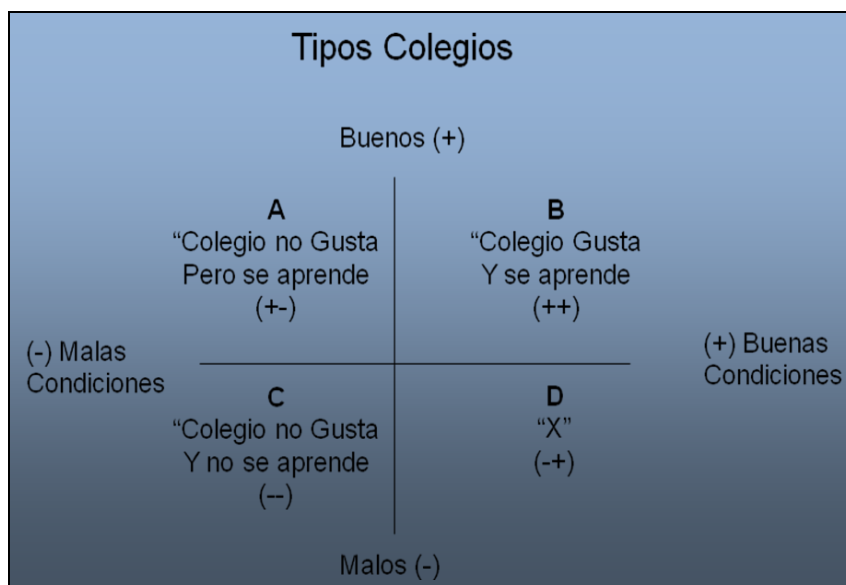 Tipos Colegios
Buenos (+)
A
“Colegio no Gusta
Pero se aprende
(+-)
B
“Colegio Gusta
Y se aprende
(++)
(-) Malas
Condiciones
(+) Buenas
Condiciones
C
“Colegio no Gusta
Y no se aprende
(--)
D
“X”
(-+)
Malos (-)